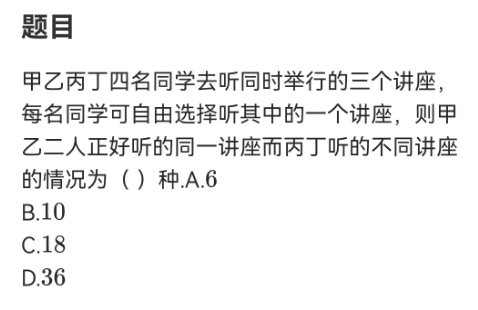 题目
甲乙丙丁四名同学去听同时举行的三个讲座，
每名同学可自由选择听其中的一个讲座，则甲
乙二人正好听的同一讲座而丙丁听的不同讲座
的情况为（ ）种.A.6
B.10
C.18
D.36